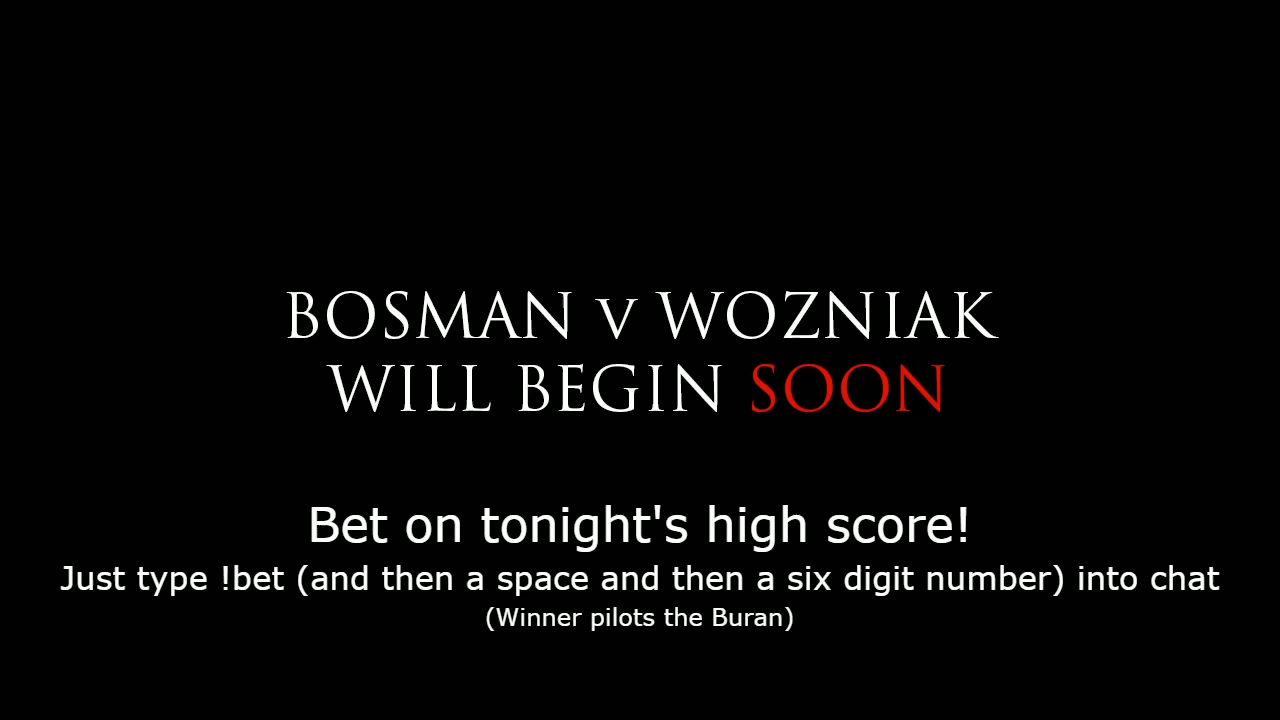 BOSMAN v WOZNIAK
WILL BEGIN SOON
Bet on tonight's high score!
Just type !bet (and then a space and then a six digit number) into chat
(Winner pilots the Buran)